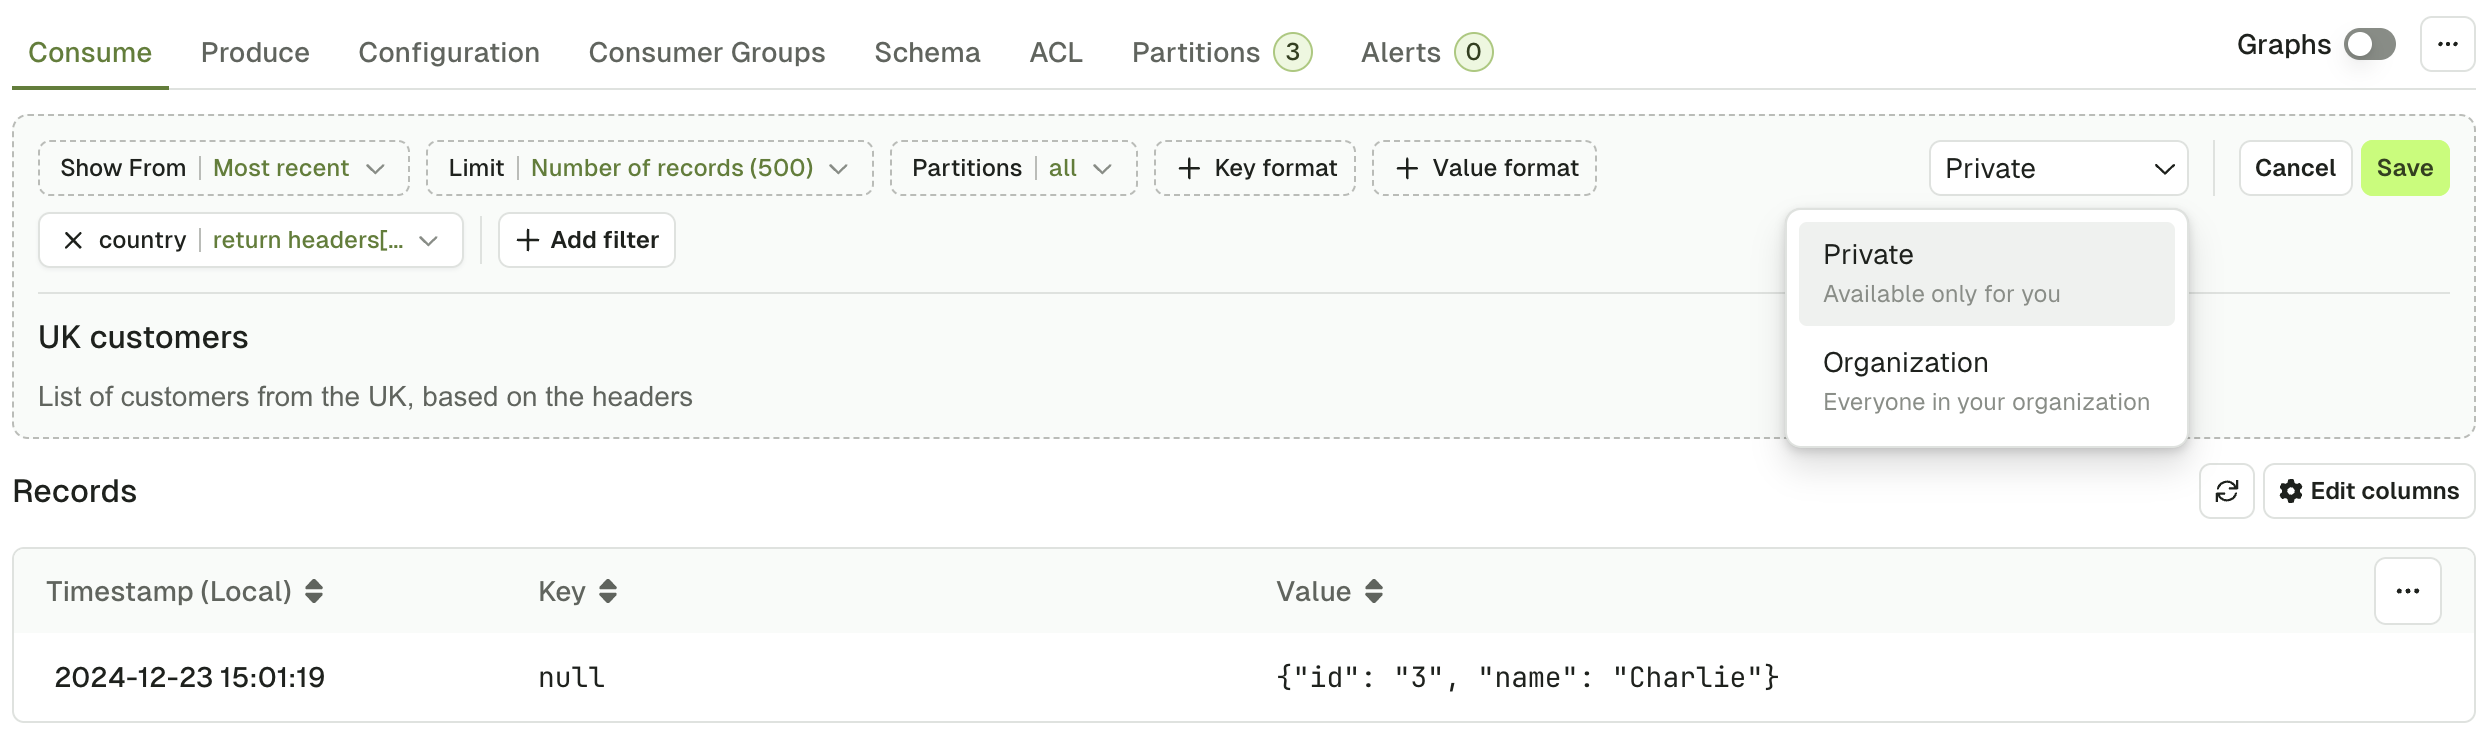 Consume Produce Configuration Consumer Groups Schema ACL Partitions 3 Alerts 0 Graphs ...
Show From Most recent Limit Number of records (500) Partitions all + Key format + Value format Private Cancel Save
country return headers[... + Add filter
Private
Available only for you
Organization
Everyone in your organization
UK customers
List of customers from the UK, based on the headers
Records Edit columns
Timestamp (Local) Key Value ...
2024-12-23 15:01:19 null {"id": "3", "name": "Charlie"}